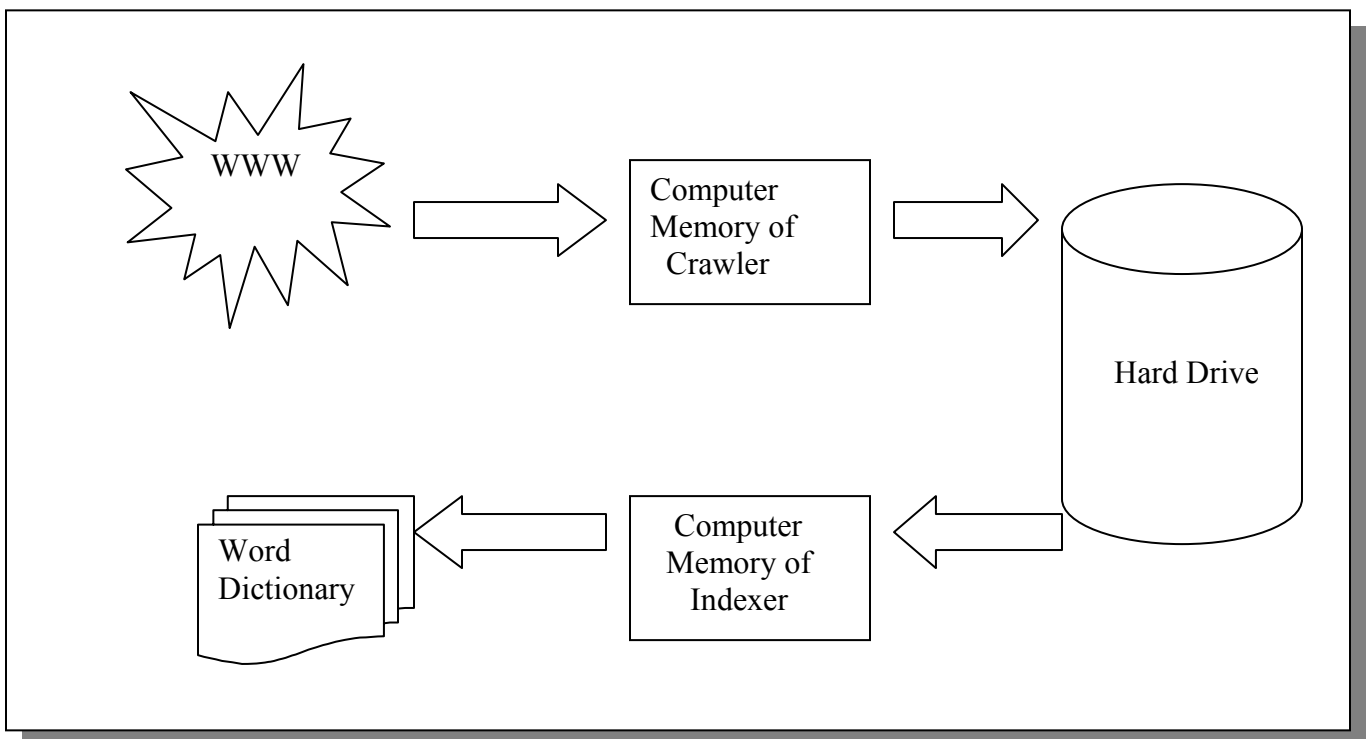 WWW
Computer
Memory of
Crawler
Hard Drive
Word
Dictionary
Computer
Memory of
Indexer